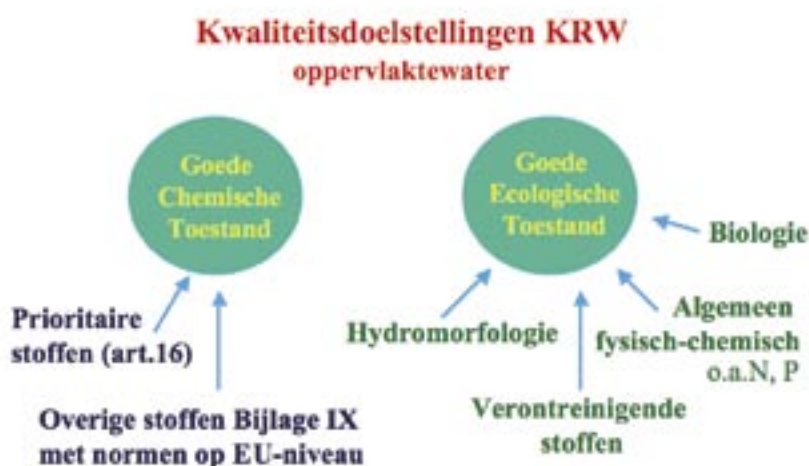 Kwaliteitsdoelstellingen KRW
oppervlaktewater
Goede
Chemische
Toestand
Goede
Ecologische
Toestand
Prioritaire
stoffen (art.16)
Overige stoffen Bijlage IX
met normen op EU-niveau
Hydromorfologie
Verontreinigende
stoffen
Algemeen
fysisch-chemisch
o.a.N, P
Biologie